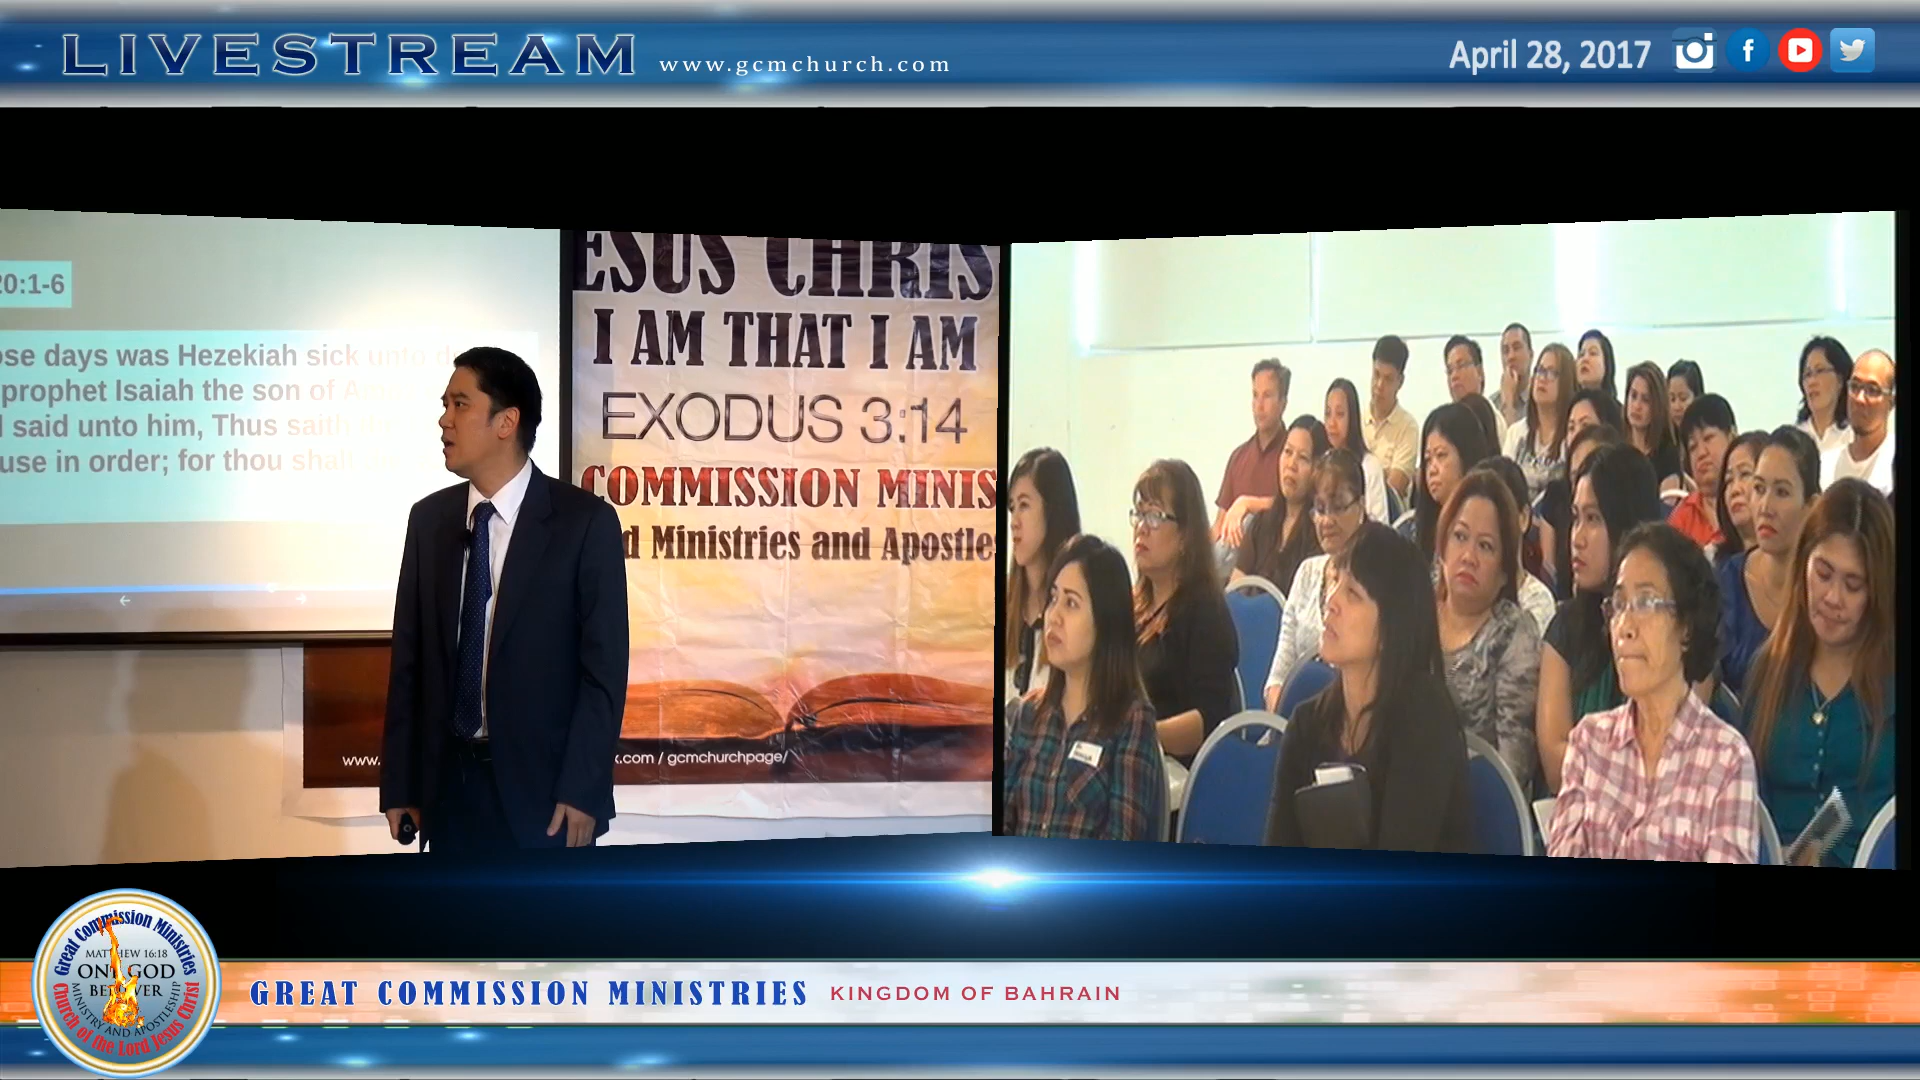 LIVESTREAM www.gcmchurch.com
April 28, 2017
20:1-6
ose days was Hezekiah sick unto d
prophet Isaiah the son of Am
d said unto him, Thus saith
use in order; for thou shalt
ESUS CHRIS
I AM THAT I AM
EXODUS 3:14
COMMISSION MINIS
d Ministries and Apostle
www.
k.com / gcmchurchpage/
Great Commission Ministries
MATTHEW 16:18
ONE GOD
BELIEVER
MINISTRY AND APOSTLESHIP
Church of the Lord Jesus Christ
GREAT COMMISSION MINISTRIES KINGDOM OF BAHRAIN